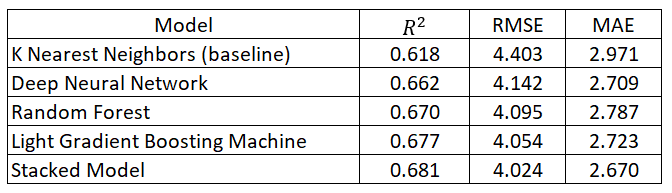 Model R² RMSE MAE
K Nearest Neighbors (baseline) 0.618 4.403 2.971
Deep Neural Network 0.662 4.142 2.709
Random Forest 0.670 4.095 2.787
Light Gradient Boosting Machine 0.677 4.054 2.723
Stacked Model 0.681 4.024 2.670